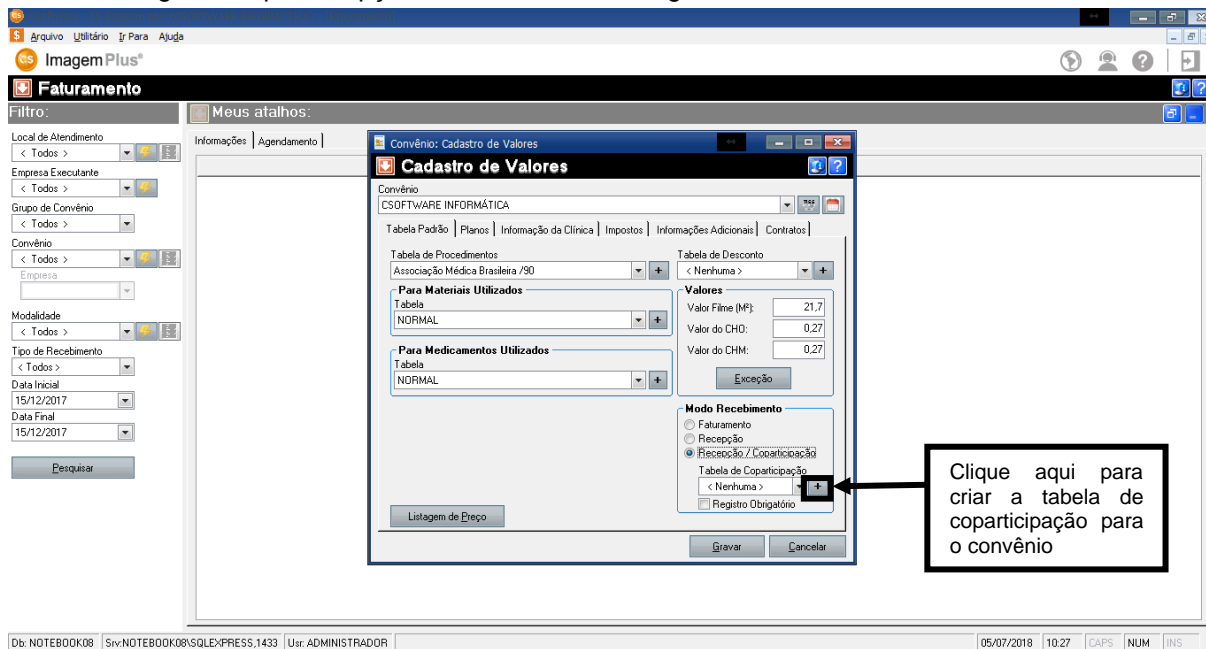 Arquivo Utilitário Ir Para Ajuda
ImagemPlus®
Faturamento
Filtro:
Meus atalhos:
Local de Atendimento
< Todos >
Empresa Executante
< Todos >
Grupo de Convênio
< Todos >
Convênio
< Todos >
Empresa
Modalidade
< Todos >
Tipo de Recebimento
< Todos >
Data Inicial
15/12/2017
Data Final
15/12/2017
Pesquisar
Informações Agendamento
Convênio: Cadastro de Valores
Cadastro de Valores
Convênio
CSOFTWARE INFORMÁTICA
Tabela Padrão Planos Informação da Clínica Impostos Informações Adicionais Contratos
Tabela de Procedimentos
Associação Médica Brasileira /90
Tabela de Desconto
< Nenhuma >
Para Materiais Utilizados
Tabela
NORMAL
Para Medicamentos Utilizados
Tabela
NORMAL
Valores
Valor Filme (M²): 21,7
Valor do CHO: 0,27
Valor do CHM: 0,27
Exceção
Modo Recebimento
Faturamento
Recepção
Recepção / Coparticipação
Tabela de Coparticipação
< Nenhuma >
Registro Obrigatório
Listagem de Preço
Gravar Cancelar
Clique aqui para
criar a tabela de
coparticipação para
o convênio
Db: NOTEBOOK08 Srv:NOTEBOOK08\SQLEXPRESS,1433 Usr: ADMINISTRADOR 05/07/2018 10:27 CAPS NUM INS